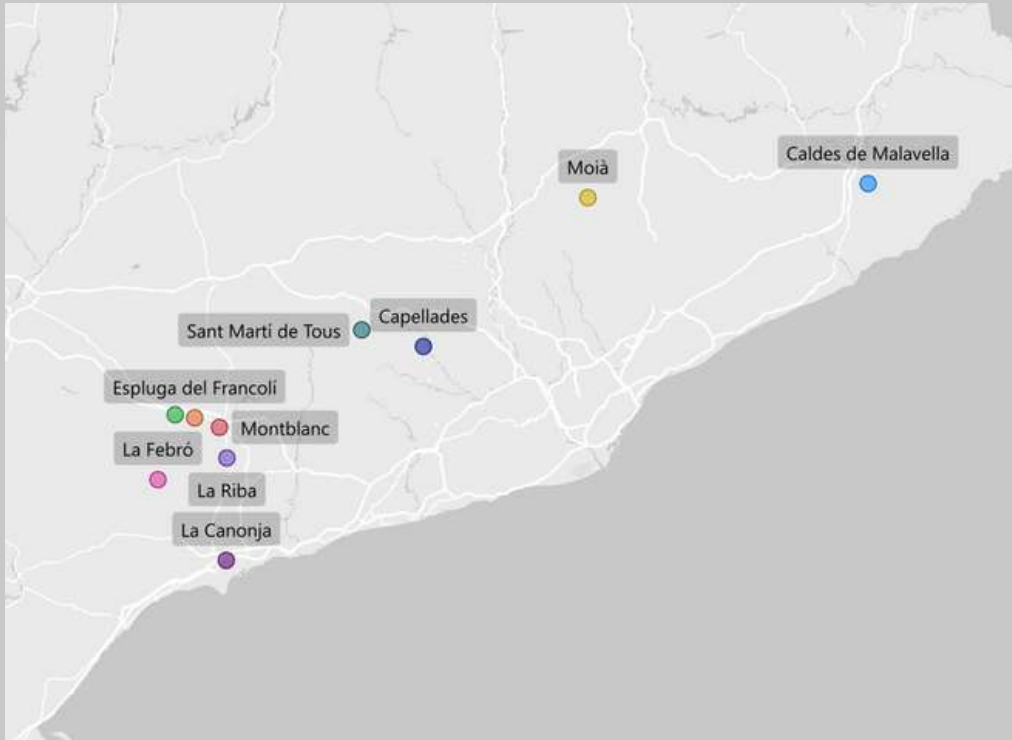 Caldes de Malavella
Moià
Capellades
Sant Martí de Tous
Espluga del Francolí
Montblanc
La Febró
La Riba
La Canonja